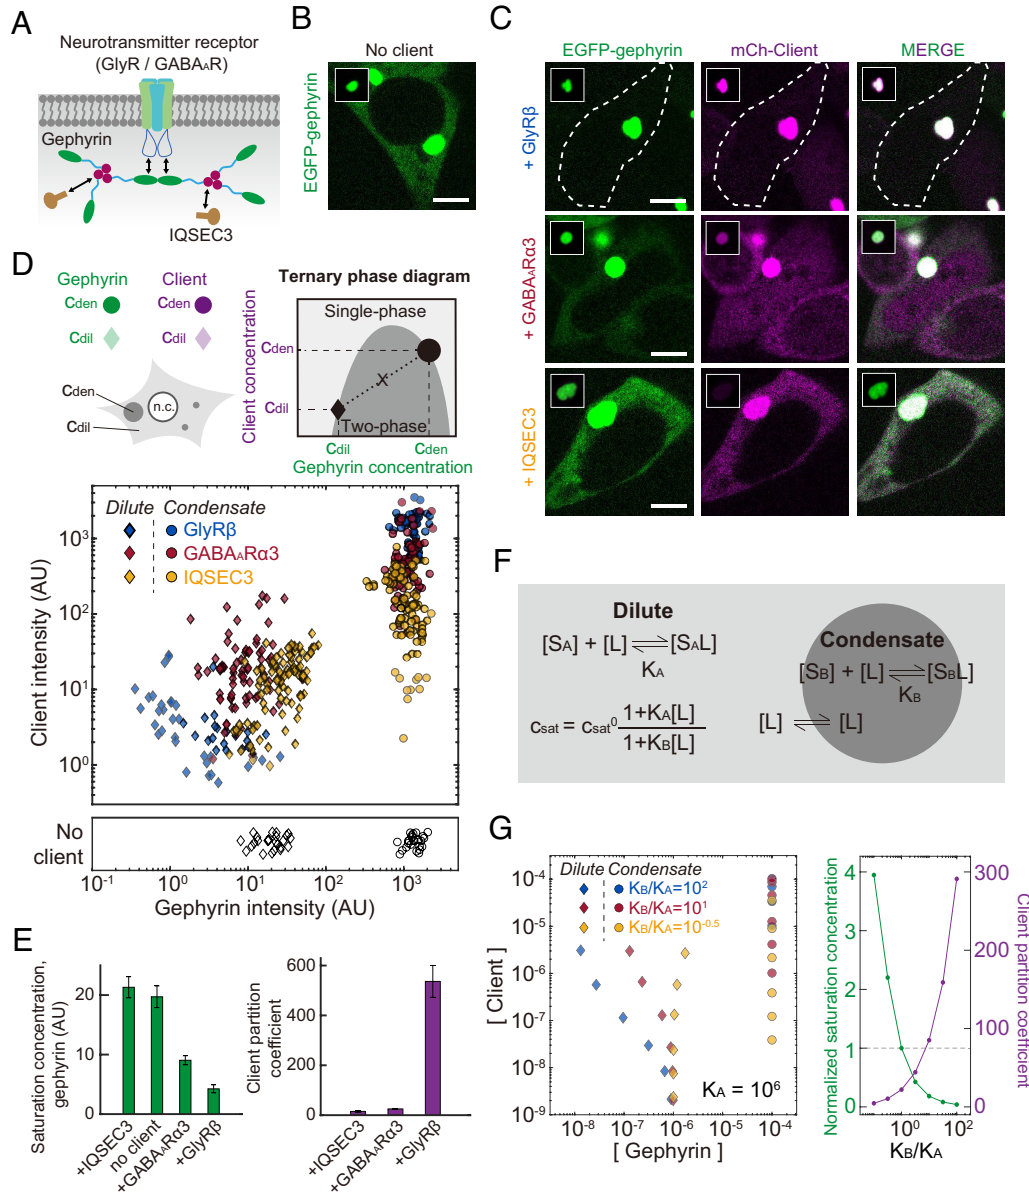 A
Neurotransmitter receptor
(GlyR / GABAAR)
Gephyrin
IQSEC3
B
No client
EGFP-gephyrin
C
EGFP-gephyrin
mCh-Client
MERGE
+ GlyRβ
+ GABAARα3
+ IQSEC3
D
Gephyrin
Client
Cden
Cden
Cdil
Cdil
Cden
n.c.
Cdil
Ternary phase diagram
Client concentration
Single-phase
Cden
X
Cdil
Two-phase
Cdil
Cden
Gephyrin concentration
Dilute
Condensate
GlyRβ
GABAARα3
IQSEC3
Client intensity (AU)
10³
10²
10¹
10⁰
No
client
10⁻¹ 10⁰ 10¹ 10² 10³
Gephyrin intensity (AU)
E
Saturation concentration,
gephyrin (AU)
20
10
0
+IQSEC3
no client
+GABAARα3
+GlyRβ
Client partition
coefficient
600
400
200
0
+IQSEC3
+GABAARα3
+GlyRβ
F
Dilute
[SA] + [L] ⇌ [SAL]
KA
Condensate
[SB] + [L] ⇌ [SBL]
KB
Csat = Csat⁰ 1+KA[L]
1+KB[L]
[L] ⇌ [L]
G
Dilute
Condensate
KB/KA=10²
KB/KA=10¹
KB/KA=10⁻⁰·⁵
[ Client ]
10⁻⁴
10⁻⁵
10⁻⁶
10⁻⁷
10⁻⁸
10⁻⁹
KA = 10⁶
10⁻⁸ 10⁻⁷ 10⁻⁶ 10⁻⁵ 10⁻⁴
[ Gephyrin ]
Normalized saturation concentration
4
3
2
1
0
300
200
100
0
Client partition coefficient
10⁰ 10²
KB/KA